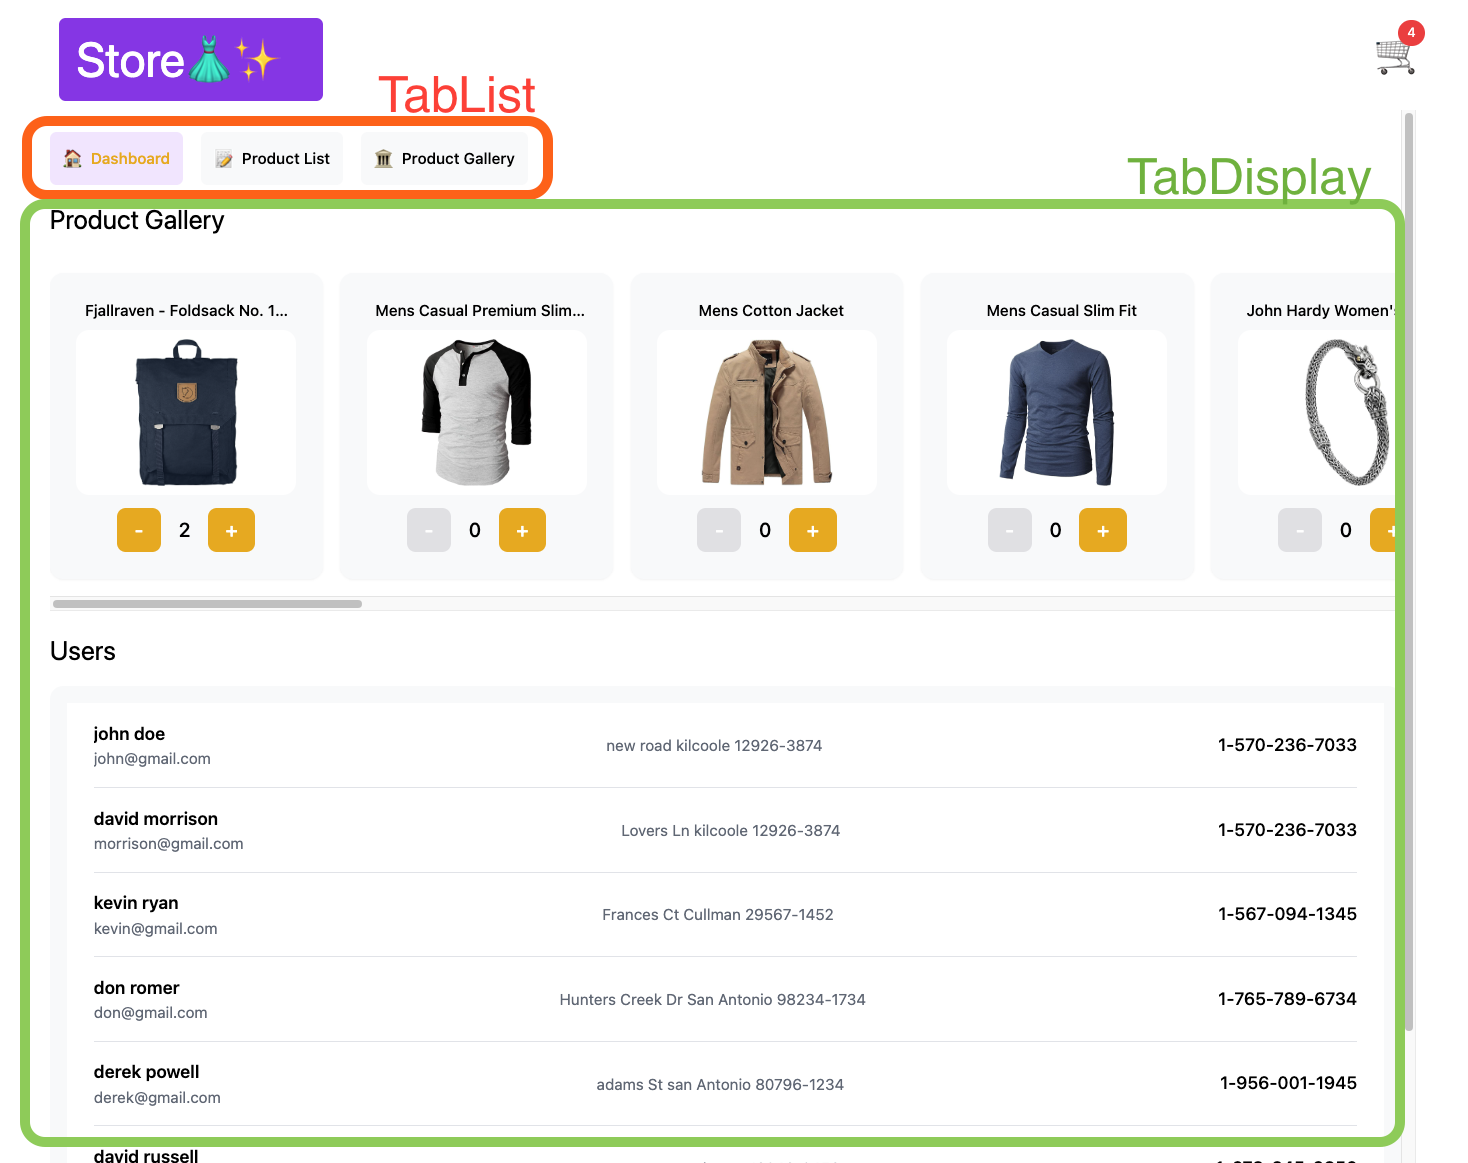 Store
4
TabList
Dashboard
Product List
Product Gallery
TabDisplay
Product Gallery
Fjallraven - Foldsack No. 1...
Mens Casual Premium Slim...
Mens Cotton Jacket
Mens Casual Slim Fit
John Hardy Women's
- 2 +
- 0 +
- 0 +
- 0 +
- 0 +
Users
john doe
john@gmail.com
new road kilcoole 12926-3874
1-570-236-7033
david morrison
morrison@gmail.com
Lovers Ln kilcoole 12926-3874
1-570-236-7033
kevin ryan
kevin@gmail.com
Frances Ct Cullman 29567-1452
1-567-094-1345
don romer
don@gmail.com
Hunters Creek Dr San Antonio 98234-1734
1-765-789-6734
derek powell
derek@gmail.com
adams St san Antonio 80796-1234
1-956-001-1945
david russell